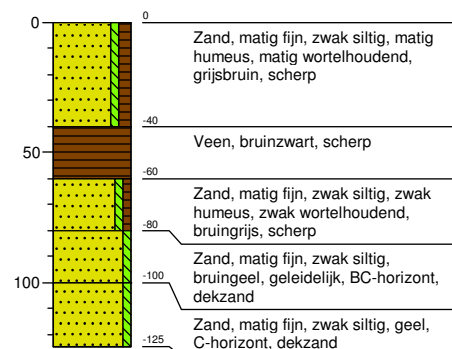 0
0
Zand, matig fijn, zwak siltig, matig
humeus, matig wortelhoudend,
grijsbruin, scherp
-40
Veen, bruinzwart, scherp
50
-60
Zand, matig fijn, zwak siltig, zwak
humeus, zwak wortelhoudend,
bruingrijs, scherp
-80
Zand, matig fijn, zwak siltig,
bruingeel, geleidelijk, BC-horizont,
dekzand
100
-100
Zand, matig fijn, zwak siltig, geel,
C-horizont, dekzand
-125